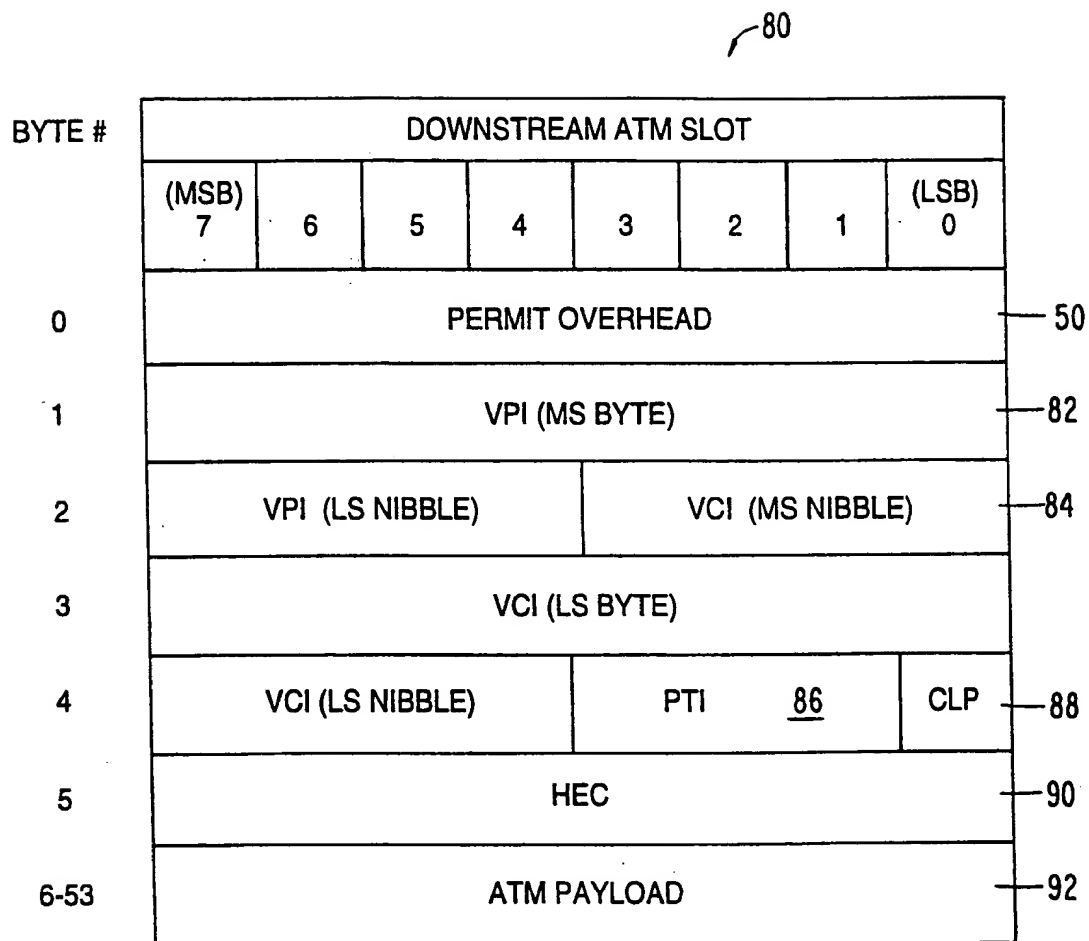 80
BYTE #
DOWNSTREAM ATM SLOT
(MSB) (LSB)
7 6 5 4 3 2 1 0
0 PERMIT OVERHEAD 50
1 VPI (MS BYTE) 82
2 VPI (LS NIBBLE) VCI (MS NIBBLE) 84
3 VCI (LS BYTE)
4 VCI (LS NIBBLE) PTI 86 CLP 88
5 HEC 90
6-53 ATM PAYLOAD 92